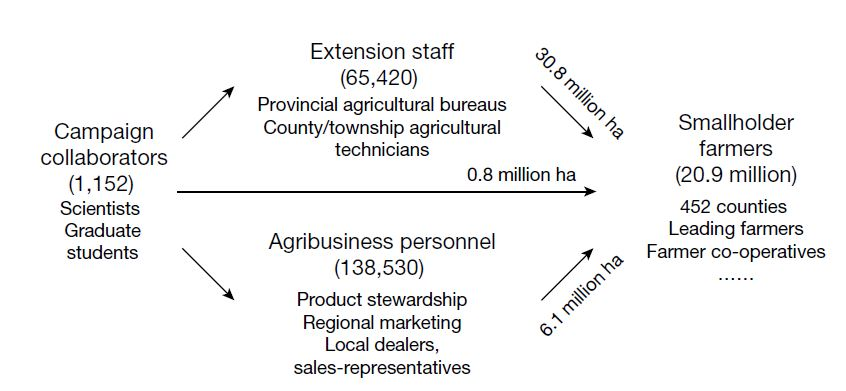 Campaign
collaborators
(1,152)
Scientists
Graduate
students
Extension staff
(65,420)
Provincial agricultural bureaus
County/township agricultural
technicians
30.8 million ha
0.8 million ha
Agribusiness personnel
(138,530)
Product stewardship
Regional marketing
Local dealers,
sales-representatives
6.1 million ha
Smallholder
farmers
(20.9 million)
452 counties
Leading farmers
Farmer co-operatives
......